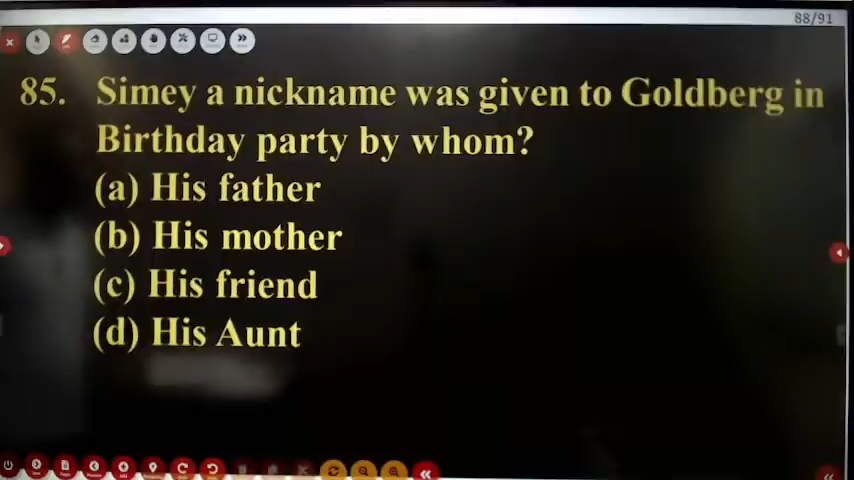 88/91
85. Simey a nickname was given to Goldberg in
Birthday party by whom?
(a) His father
(b) His mother
(c) His friend
(d) His Aunt